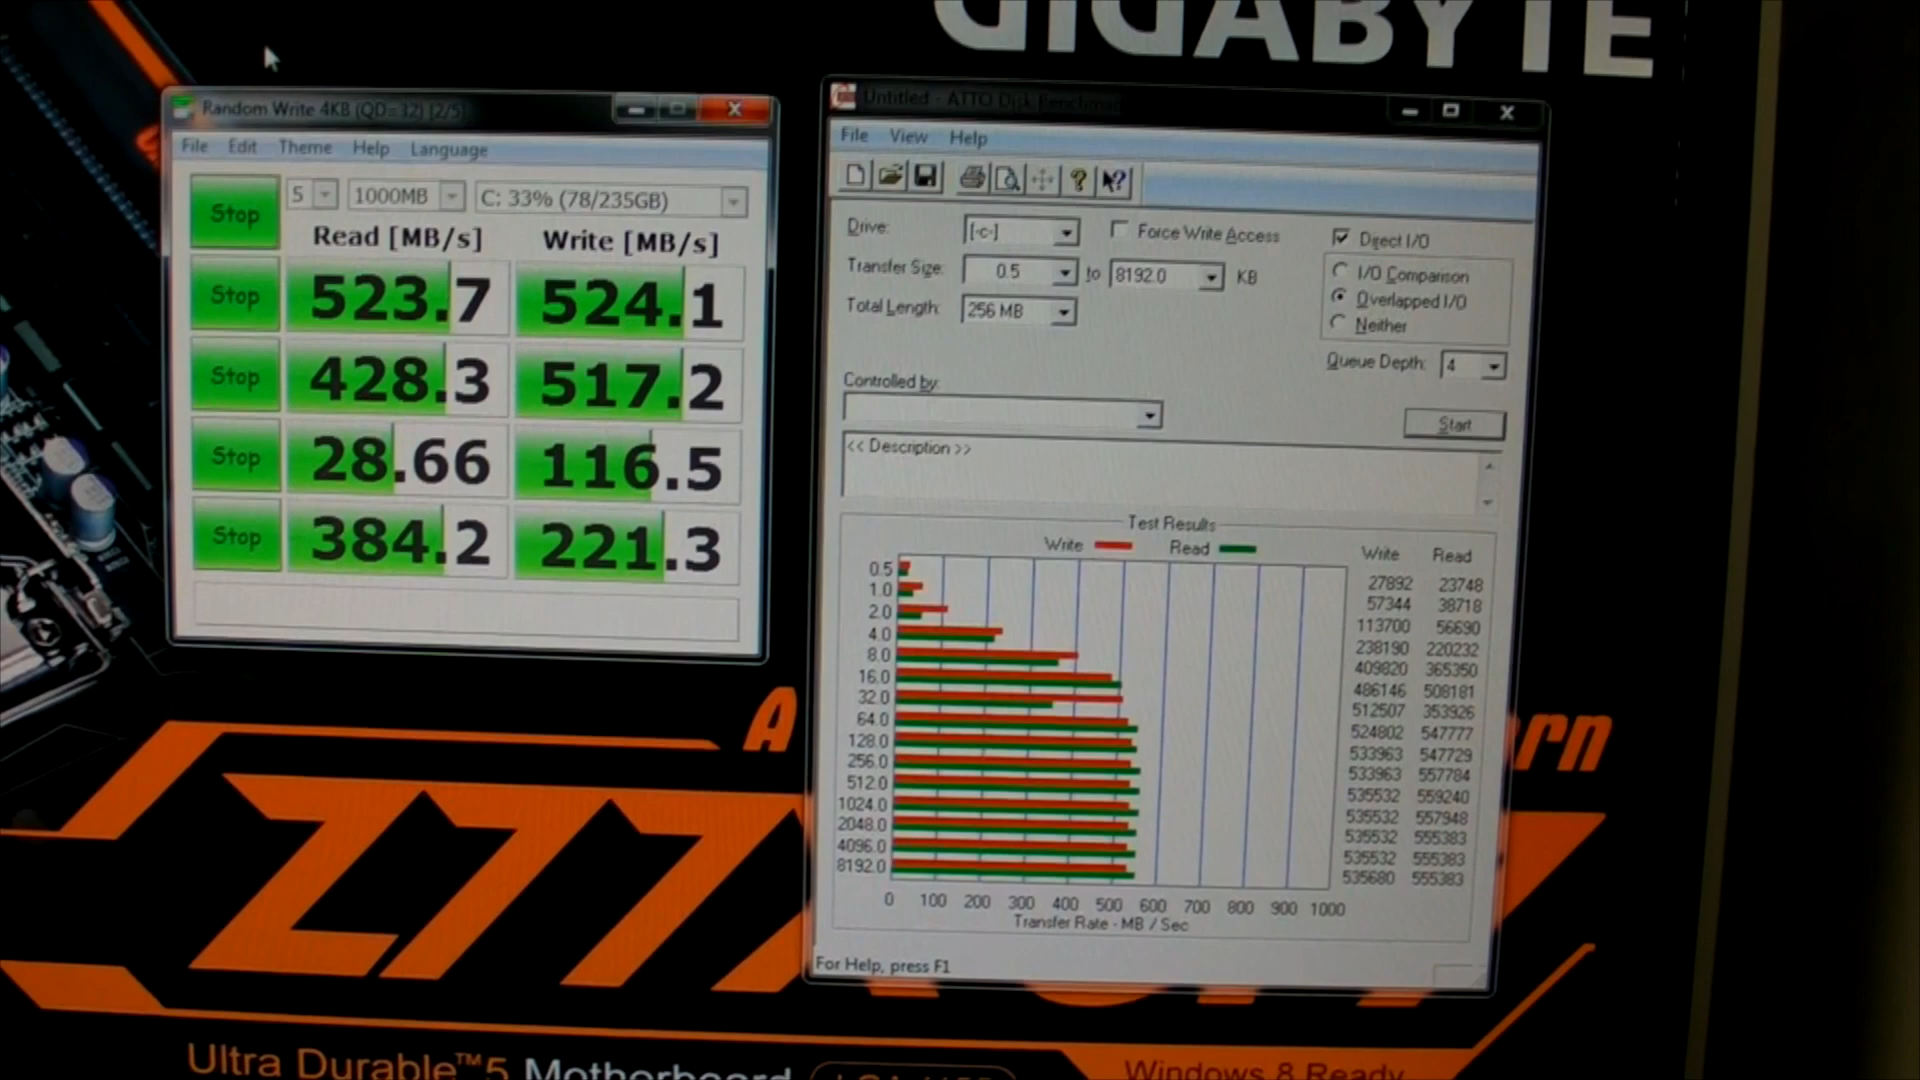 GIGABYTE
Random Write 4KB (QD=32) [2/5]
File Edit Theme Help Language
Stop 5 1000MB C: 33% (78/235GB)
Read [MB/s] Write [MB/s]
Stop 523.7 524.1
Stop 428.3 517.2
Stop 28.66 116.5
Stop 384.2 221.3
Untitled - ATTO Disk Benchmar
File View Help
Drive: [-c-] Force Write Access Direct I/O
Transfer Size: 0.5 to 8192.0 KB
I/O Comparison
Overlapped I/O
Neither
Total Length: 256 MB
Queue Depth: 4
Controlled by:
Start
<< Description >>
Test Results
Write Read Write Read
0.5 27892 23748
1.0 57344 38718
2.0 113700 56690
4.0 238190 220232
8.0 409820 365350
16.0 486146 508181
32.0 512507 353926
64.0 524802 547777
128.0 533963 547729
256.0 533963 557784
512.0 535532 559240
1024.0 535532 557948
2048.0 535532 555383
4096.0 535532 555383
8192.0 535680 555383
0 100 200 300 400 500 600 700 800 900 1000
Transfer Rate - MB / Sec
For Help, press F1
A
rn
Ultra Durable™5 Motherboard
Windows 8 Ready